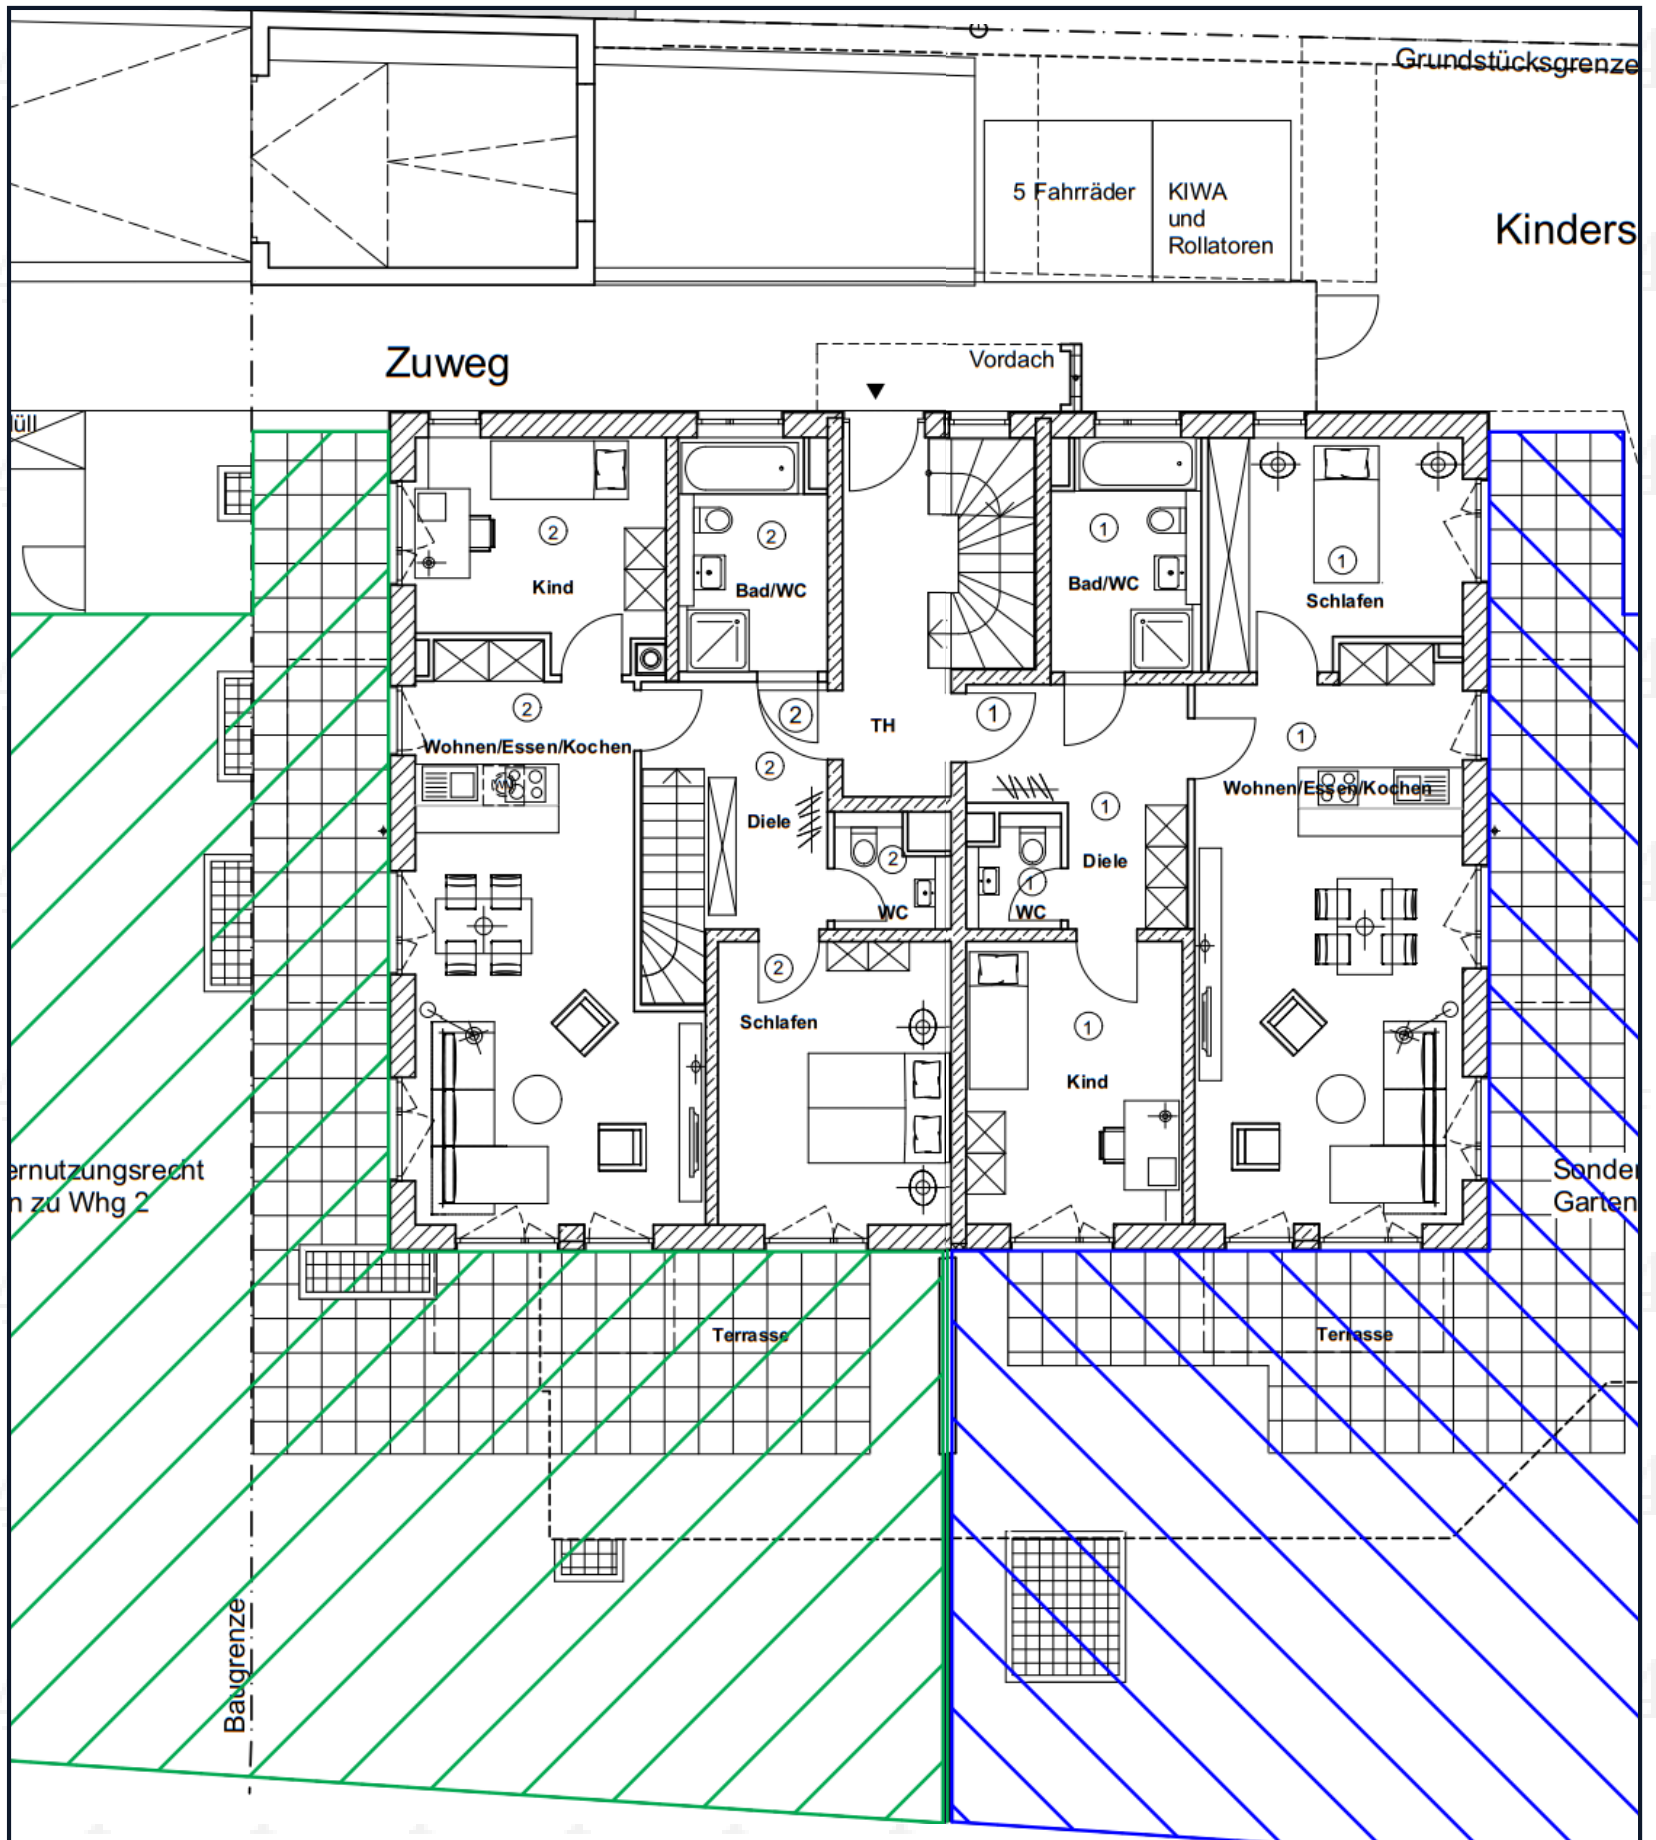 Grundstücksgrenze
5 Fahrräder
KIWA
und
Rollatoren
Kinders
Zuweg
Vordach
üll
2
Kind
2
Bad/WC
1
Bad/WC
1
Schlafen
2
Wohnen/Essen/Kochen
2
TH
1
1
Wohnen/Essen/Kochen
2
Diele
1
Diele
2
WC
1
WC
2
Schlafen
1
Kind
ernutzungsrecht
n zu Whg 2
Sonder
Garten
Terrasse
Terrasse
Baugrenze